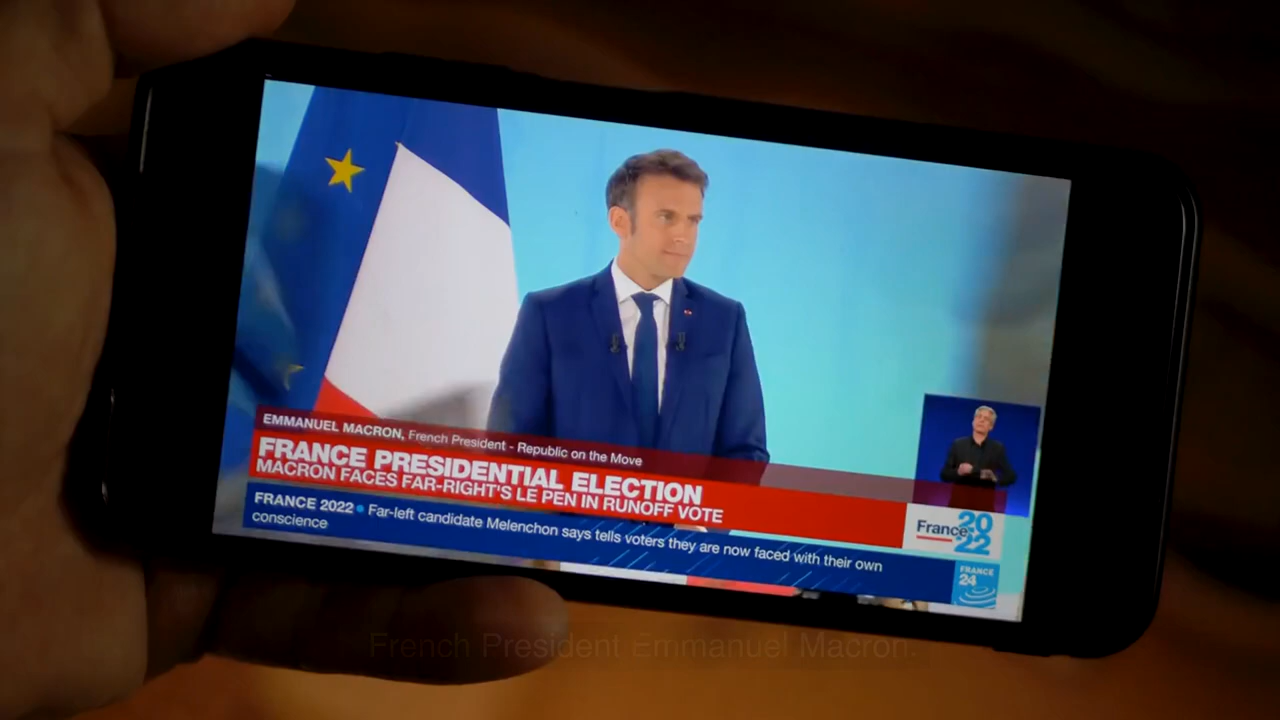 EMMANUEL MACRON, French President - Republic on the Move
FRANCE PRESIDENTIAL ELECTION
MACRON FACES FAR-RIGHT'S LE PEN IN RUNOFF VOTE
FRANCE 2022 • Far-left candidate Melenchon says tells voters they are now faced with their own
conscience
France 20
22
FRANCE
24
French President Emmanuel Macron.